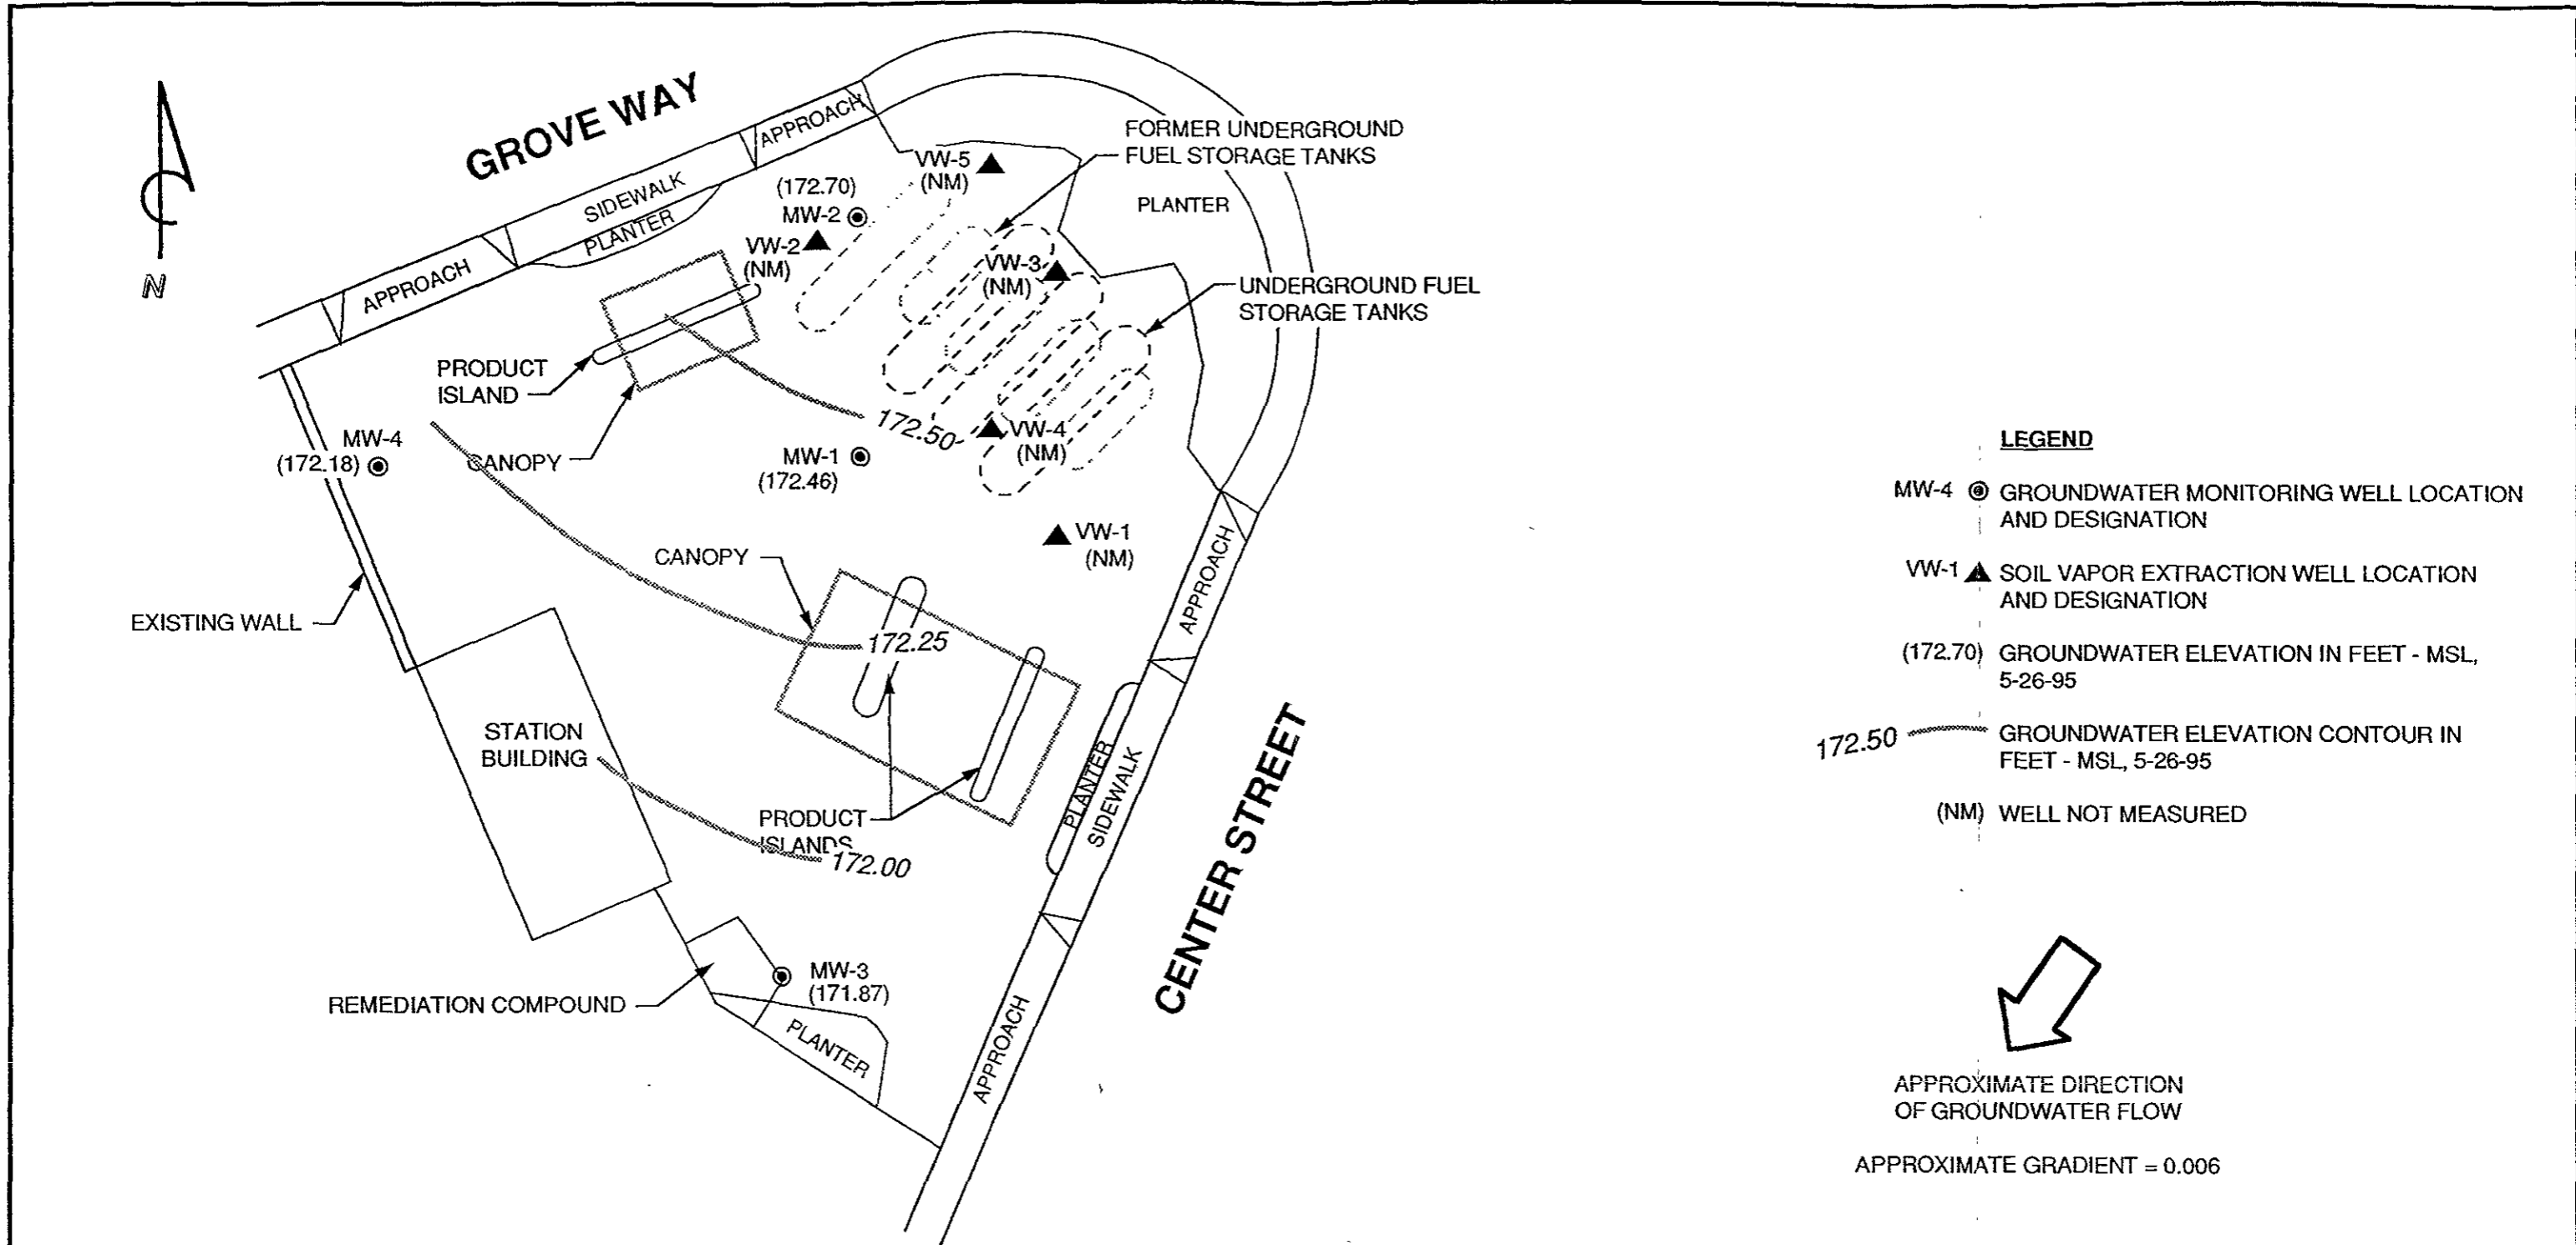 GROVE WAY
APPROACH
SIDEWALK
PLANTER
APPROACH
N
FORMER UNDERGROUND
FUEL STORAGE TANKS
PLANTER
VW-5
(NM)
(172.70)
MW-2
VW-2
(NM)
VW-3
(NM)
UNDERGROUND FUEL
STORAGE TANKS
PRODUCT
ISLAND
CANOPY
MW-4
(172.18)
172.50
VW-4
(NM)
MW-1
(172.46)
VW-1
(NM)
CANOPY
EXISTING WALL
172.25
APPROACH
STATION
BUILDING
PRODUCT
ISLANDS
172.00
PLANTER
SIDEWALK
CENTER STREET
MW-3
(171.87)
REMEDIATION COMPOUND
PLANTER
APPROACH
LEGEND
MW-4 GROUNDWATER MONITORING WELL LOCATION
AND DESIGNATION
VW-1 SOIL VAPOR EXTRACTION WELL LOCATION
AND DESIGNATION
(172.70) GROUNDWATER ELEVATION IN FEET - MSL,
5-26-95
172.50 GROUNDWATER ELEVATION CONTOUR IN
FEET - MSL, 5-26-95
(NM) WELL NOT MEASURED
APPROXIMATE DIRECTION
OF GROUNDWATER FLOW
APPROXIMATE GRADIENT = 0.006